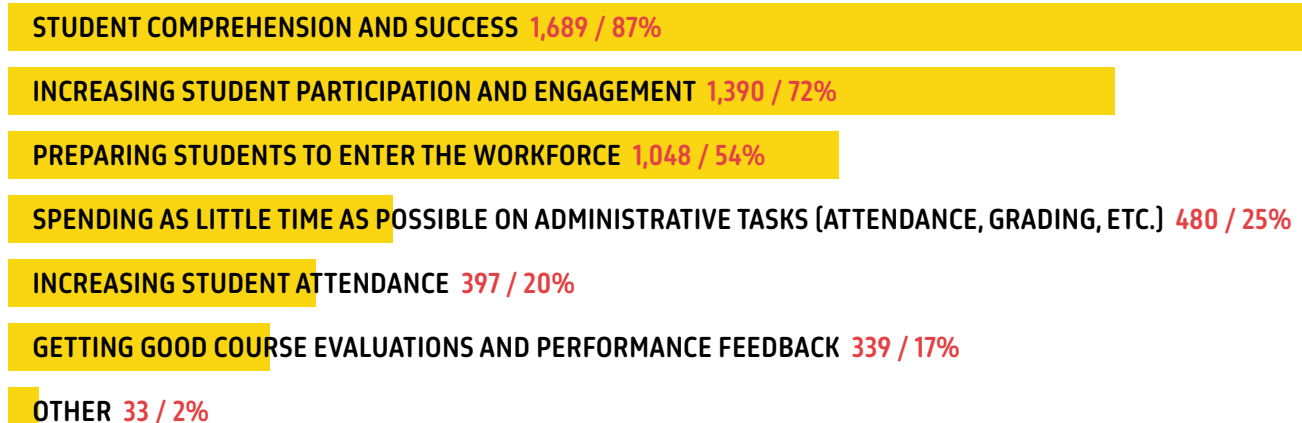 STUDENT COMPREHENSION AND SUCCESS 1,689 / 87%
INCREASING STUDENT PARTICIPATION AND ENGAGEMENT 1,390 / 72%
PREPARING STUDENTS TO ENTER THE WORKFORCE 1,048 / 54%
SPENDING AS LITTLE TIME AS POSSIBLE ON ADMINISTRATIVE TASKS (ATTENDANCE, GRADING, ETC.) 480 / 25%
INCREASING STUDENT ATTENDANCE 397 / 20%
GETTING GOOD COURSE EVALUATIONS AND PERFORMANCE FEEDBACK 339 / 17%
OTHER 33 / 2%